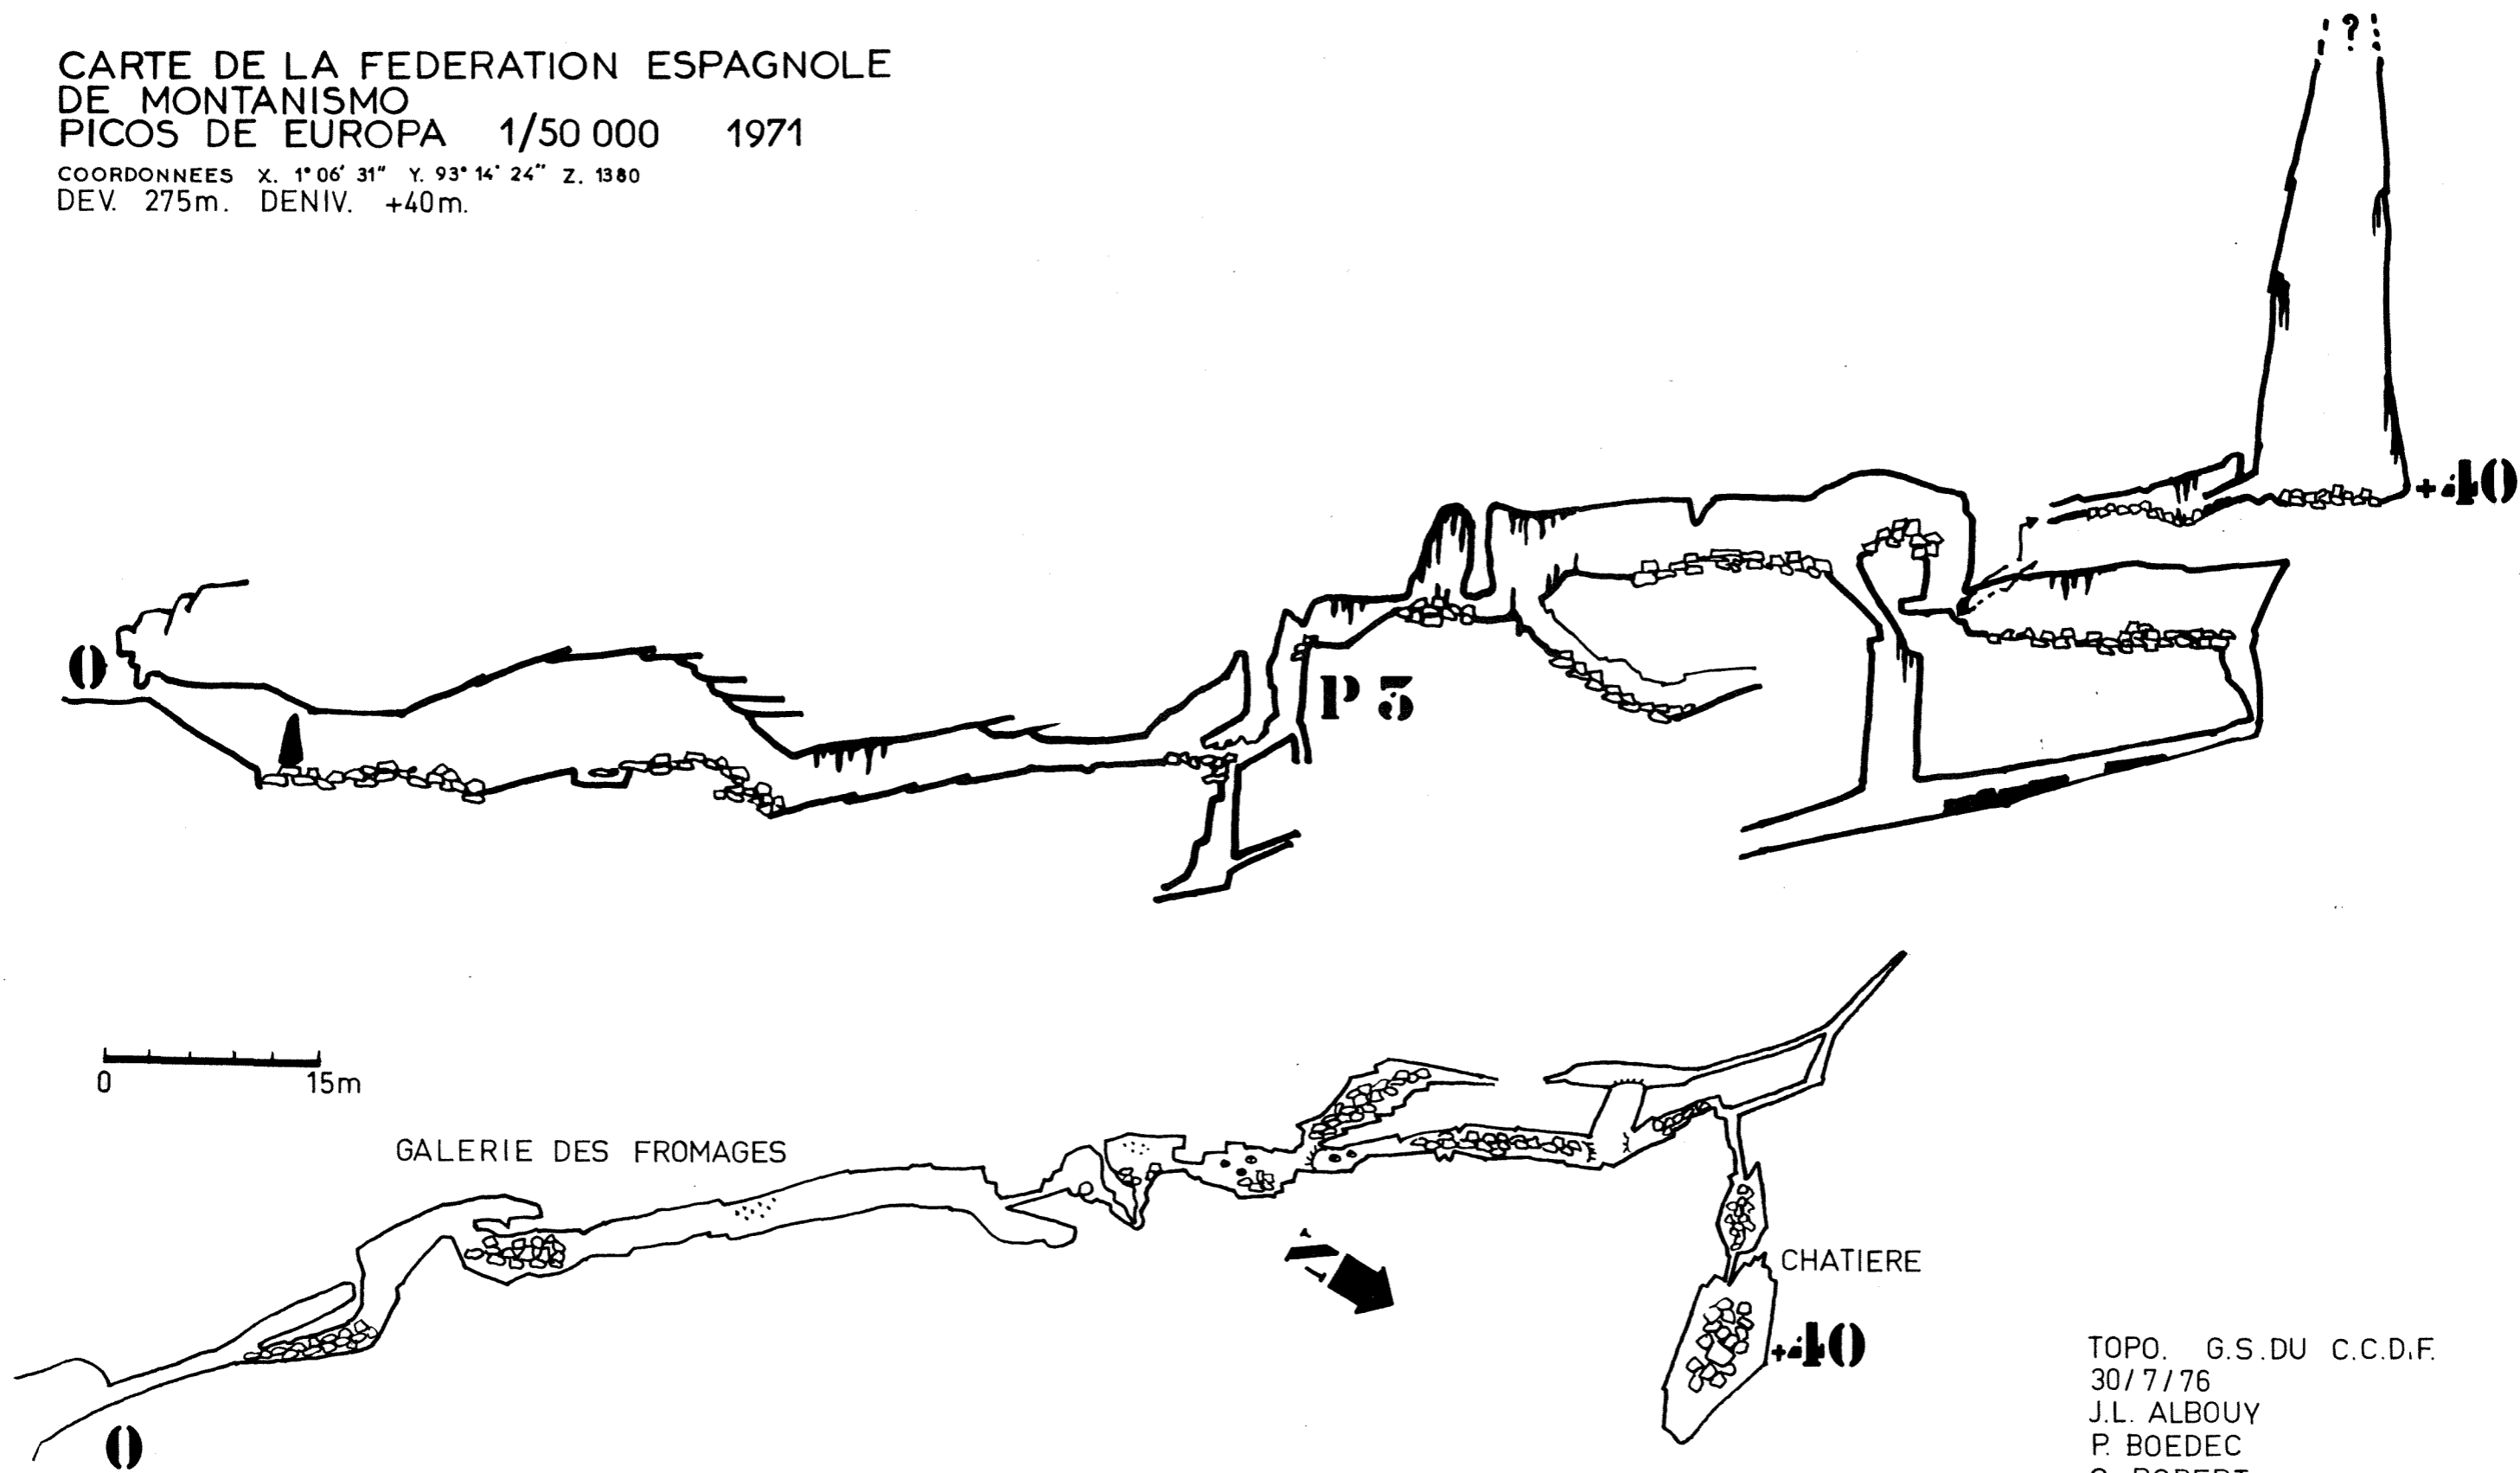 CARTE DE LA FEDERATION ESPAGNOLE
DE MONTANISMO
PICOS DE EUROPA 1/50 000 1971
COORDONNEES X. 1° 06' 31" Y. 93° 14' 24" Z. 1380
DEV. 275m. DENIV. +40m.
?
+40
0
P 5
0 15m
GALERIE DES FROMAGES
CHATIERE
+40
0
TOPO. G.S.DU C.C.D.F.
30/7/76
J.L. ALBOUY
P. BOEDEC